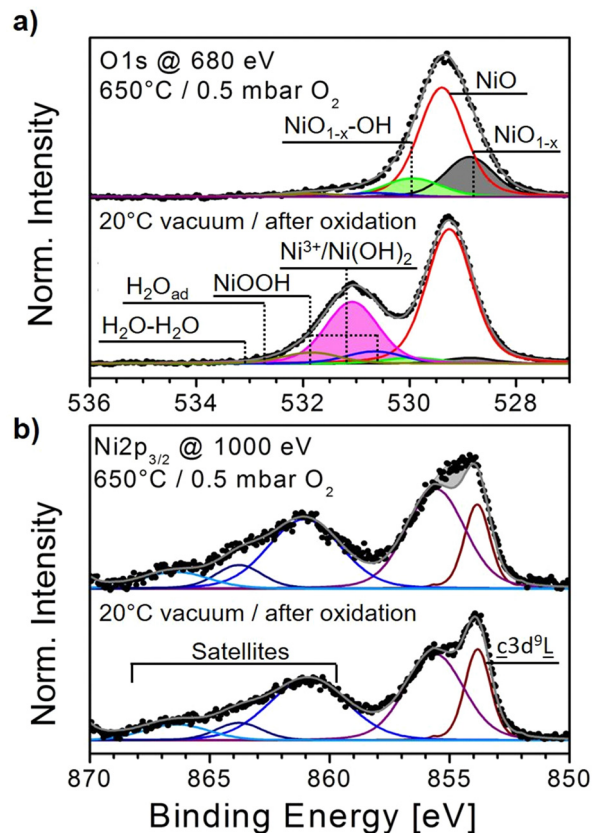 a)
O1s @ 680 eV
650°C / 0.5 mbar O₂
NiO
NiO₁₋ₓ-OH
NiO₁₋ₓ
20°C vacuum / after oxidation
Ni³⁺/Ni(OH)₂
NiOOH
H₂Oad
H₂O-H₂O
Norm. Intensity
536 534 532 530 528
b)
Ni2p₃/₂ @ 1000 eV
650°C / 0.5 mbar O₂
20°C vacuum / after oxidation
Satellites
c3d⁹L
Norm. Intensity
870 865 860 854 850
Binding Energy [eV]